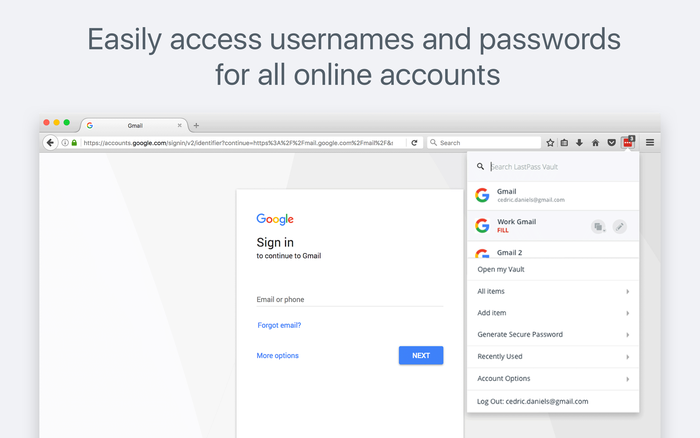 Easily access usernames and passwords
for all online accounts
Gmail
https://accounts.google.com/signin/v2/identifier?continue=https%3A%2F%2Fmail.google.com%2Fmail%2F&
Search
3
Search LastPass Vault
Gmail
cedric.daniels@gmail.com
Work Gmail
FILL
Gmail 2
Open my Vault
All items
Add item
Generate Secure Password
Recently Used
Account Options
Log Out: cedric.daniels@gmail.com
Google
Sign in
to continue to Gmail
Email or phone
Forgot email?
More options
NEXT